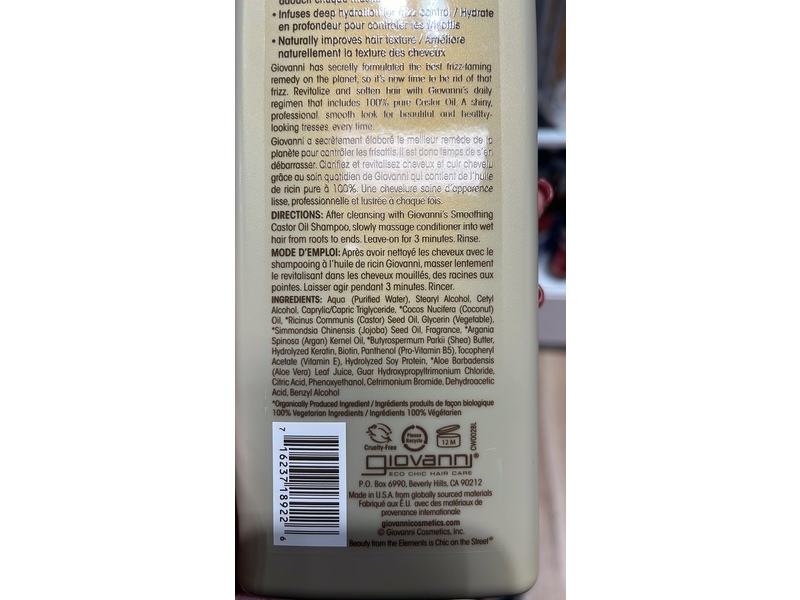 • Infuses deep hydration for frizz control / Hydrate
en profondeur pour contrôler les frisottis
• Naturally improves hair texture / Améliore
naturellement la texture des cheveux
Giovanni has secretly formulated the best frizz-taming
remedy on the planet, so it's now time to be rid of that
frizz. Revitalize and soften hair with Giovanni's daily
regimen that includes 100% pure Castor Oil. A shiny,
professional, smooth look for beautiful and healthy-
looking tresses, every time.
Giovanni a secrètement élaboré le meilleur remède de la
planète pour contrôler les frisottis, il est donc temps de s'en
débarrasser. Clarifiez et revitalisez cheveux et cuir chevelu
grâce au soin quotidien de Giovanni qui contient de l'huile
de ricin pure à 100%. Une chevelure saine d'apparence
lisse, professionnelle et lustrée à chaque fois.
DIRECTIONS: After cleansing with Giovanni's Smoothing
Castor Oil Shampoo, slowly massage conditioner into wet
hair from roots to ends. Leave-on for 3 minutes. Rinse.
MODE D'EMPLOI: Après avoir nettoyé les cheveux avec le
shampooing à l'huile de ricin Giovanni, masser lentement
le revitalisant dans les cheveux mouillés, des racines aux
pointes. Laisser agir pendant 3 minutes. Rincer.
INGREDIENTS: Aqua (Purified Water), Stearyl Alcohol, Cetyl
Alcohol, Caprylic/Capric Triglyceride, *Cocos Nucifera (Coconut)
Oil, *Ricinus Communis (Castor) Seed Oil, Glycerin (Vegetable),
*Simmondsia Chinensis (Jojoba) Seed Oil, Fragrance, *Argania
Spinosa (Argan) Kernel Oil, *Butyrospermum Parkii (Shea) Butter,
Hydrolyzed Keratin, Biotin, Panthenol (Pro-Vitamin B5), Tocopheryl
Acetate (Vitamin E), Hydrolyzed Soy Protein, *Aloe Barbadensis
(Aloe Vera) Leaf Juice, Guar Hydroxypropyltrimonium Chloride,
Citric Acid, Phenoxyethanol, Cetrimonium Bromide, Dehydroacetic
Acid, Benzyl Alcohol
*Organically Produced Ingredient / Ingrédients produits de façon biologique
100% Vegetarian Ingredients / Ingrédients 100% Végétarien
7 16237 18922 6
Cruelty-Free
Please
Recycle
12 M
CW0028L
giovanni®
ECO CHIC HAIR CARE
P.O. Box 6990, Beverly Hills, CA 90212
Made in U.S.A. from globally sourced materials
Fabriqué aux É.U. avec des matériaux de
provenance internationale
giovannicosmetics.com
© Giovanni Cosmetics, Inc.
Beauty from the Elements is Chic on the Street®